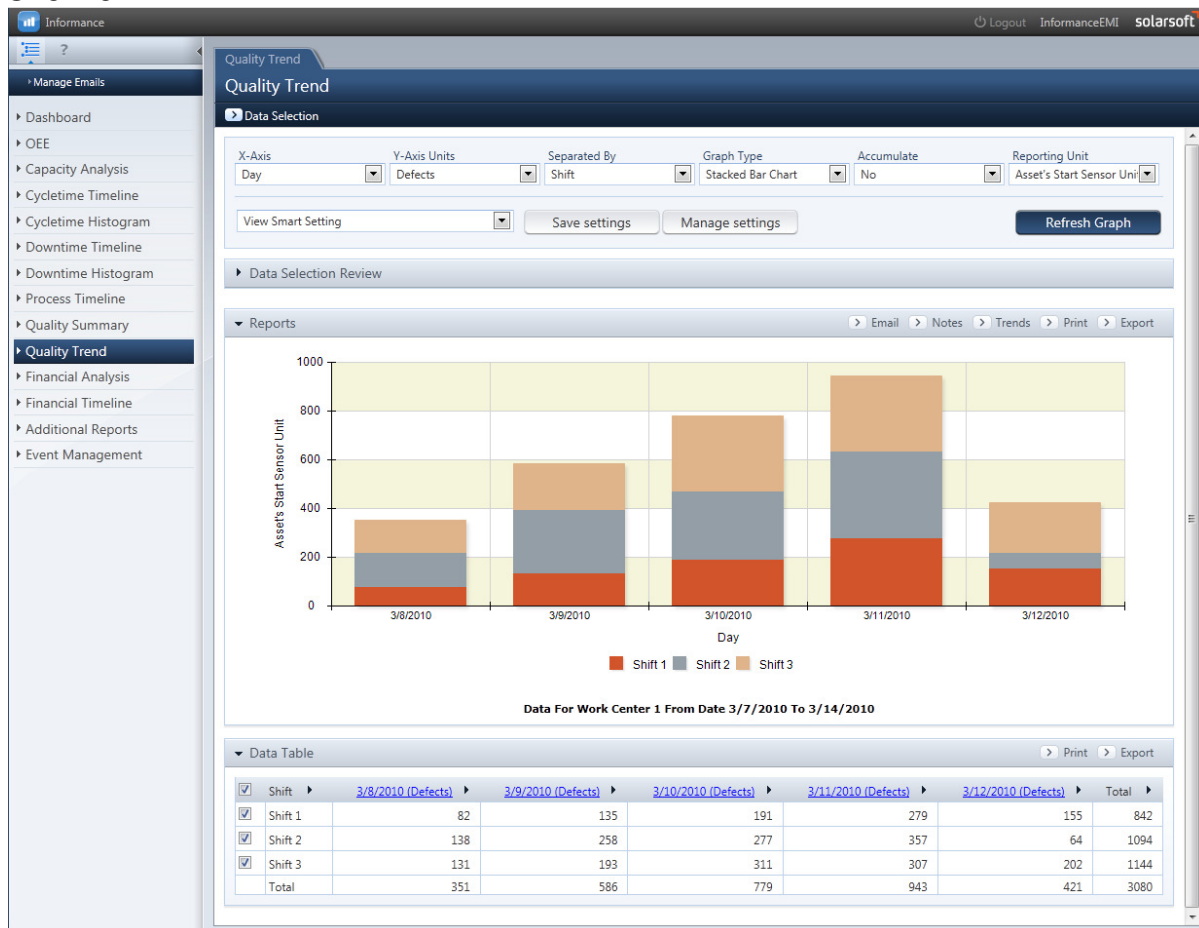 Informance
Logout InformanceEMI solarsoft
?
Manage Emails
Dashboard
OEE
Capacity Analysis
Cycletime Timeline
Cycletime Histogram
Downtime Timeline
Downtime Histogram
Process Timeline
Quality Summary
Quality Trend
Financial Analysis
Financial Timeline
Additional Reports
Event Management
Quality Trend
Quality Trend
Data Selection
X-Axis Y-Axis Units Separated By Graph Type Accumulate Reporting Unit
Day Defects Shift Stacked Bar Chart No Asset's Start Sensor Uni
View Smart Setting Save settings Manage settings Refresh Graph
Data Selection Review
Reports Email Notes Trends Print Export
Asset's Start Sensor Unit
1000
800
600
400
200
0
3/8/2010 3/9/2010 3/10/2010 3/11/2010 3/12/2010
Day
Shift 1 Shift 2 Shift 3
Data For Work Center 1 From Date 3/7/2010 To 3/14/2010
Data Table Print Export
Shift 3/8/2010 (Defects) 3/9/2010 (Defects) 3/10/2010 (Defects) 3/11/2010 (Defects) 3/12/2010 (Defects) Total
Shift 1 82 135 191 279 155 842
Shift 2 138 258 277 357 64 1094
Shift 3 131 193 311 307 202 1144
Total 351 586 779 943 421 3080